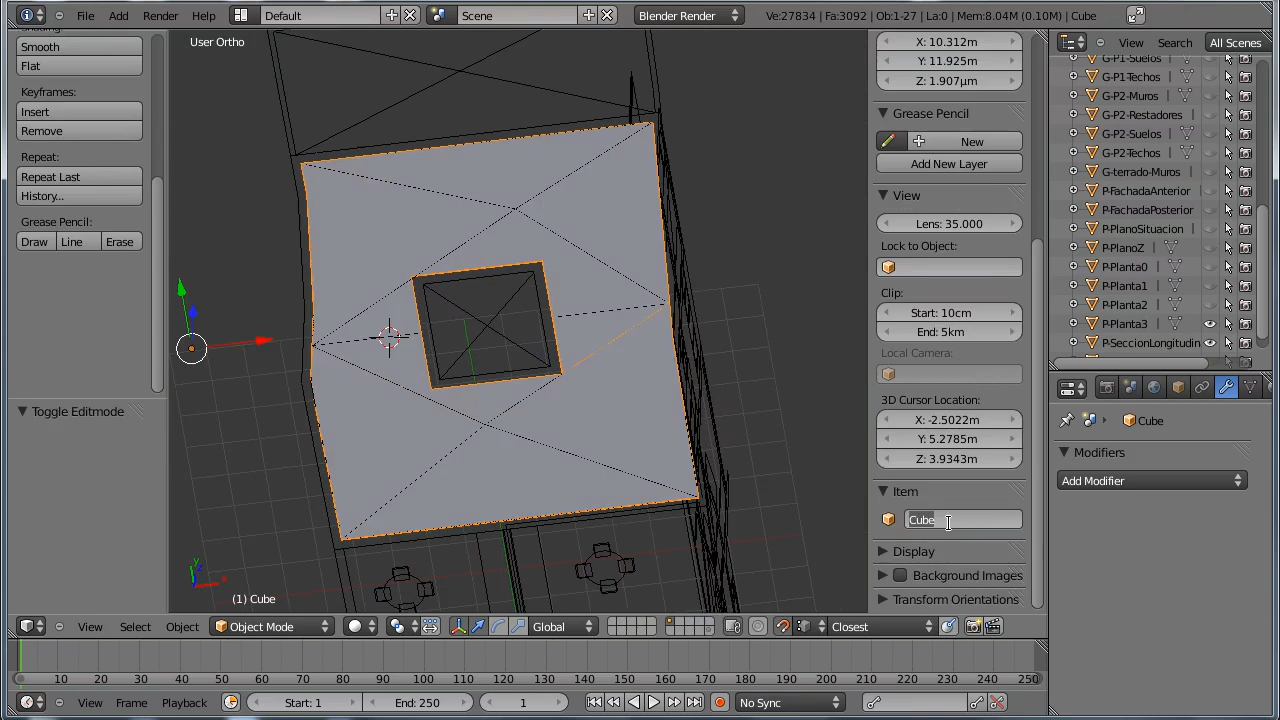 File Add Render Help Default Scene Blender Render Ve:27834 | Fa:3092 | Ob:1-27 | La:0 | Mem:8.04M (0.10M) | Cube
Smooth
Flat
Keyframes:
Insert
Remove
Repeat:
Repeat Last
History...
Grease Pencil:
Draw Line Erase
Toggle Editmode
User Ortho
(1) Cube
X: 10.312m
Y: 11.925m
Z: 1.907µm
Grease Pencil
New
Add New Layer
View
Lens: 35.000
Lock to Object:
Clip:
Start: 10cm
End: 5km
Local Camera:
3D Cursor Location:
X: -2.5022m
Y: 5.2785m
Z: 3.9343m
Item
Cube
Display
Background Images
Transform Orientations
View Search All Scenes
G-P1-Suelos
G-P1-Techos
G-P2-Muros
G-P2-Restadores
G-P2-Suelos
G-P2-Techos
G-terrado-Muros
P-FachadaAnterior
P-FachadaPosterior
P-PlanoSituacion
P-PlanoZ
P-Planta0
P-Planta1
P-Planta2
P-Planta3
P-SeccionLongitudin
Cube
Modifiers
Add Modifier
View Select Object Object Mode Global Closest
10 20 30 40 50 60 70 80 90 100 110 120 130 140 150 160 170 180 190 200 210 220 230 240 250
View Frame Playback Start: 1 End: 250 1 No Sync